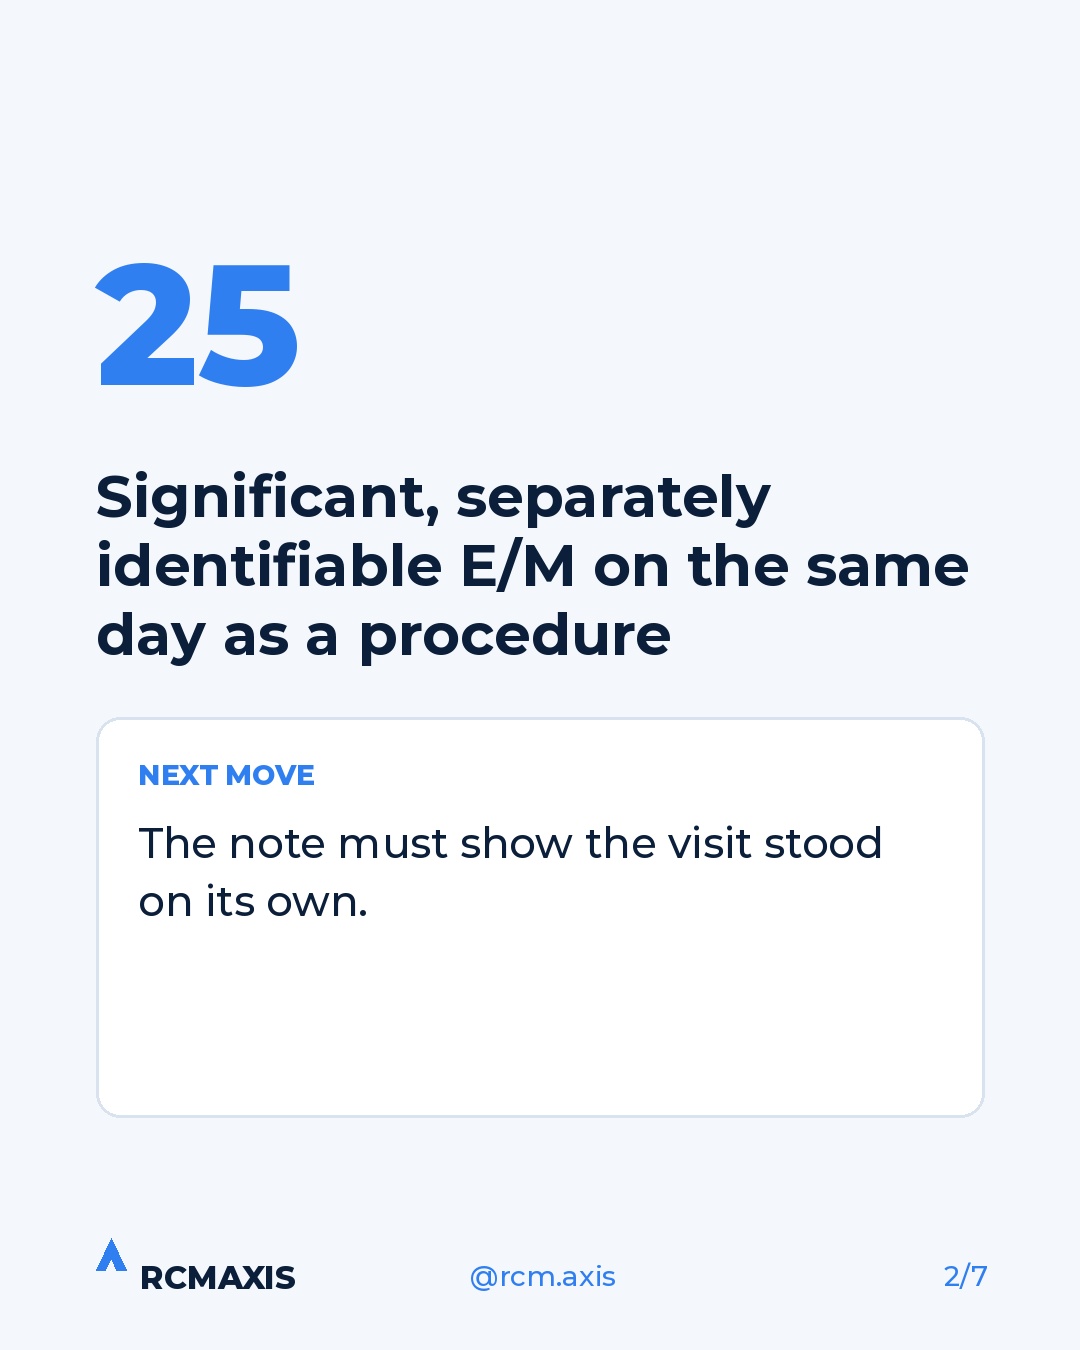 25
Significant, separately
identifiable E/M on the same
day as a procedure
NEXT MOVE
The note must show the visit stood
on its own.
RCMAXIS
@rcm.axis
2/7